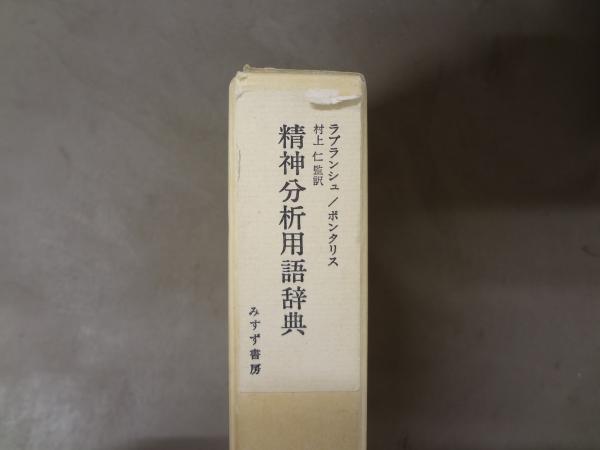 ラプランシュ／ポンタリス
村上 仁 監訳
精神分析用語辞典
みすず書房